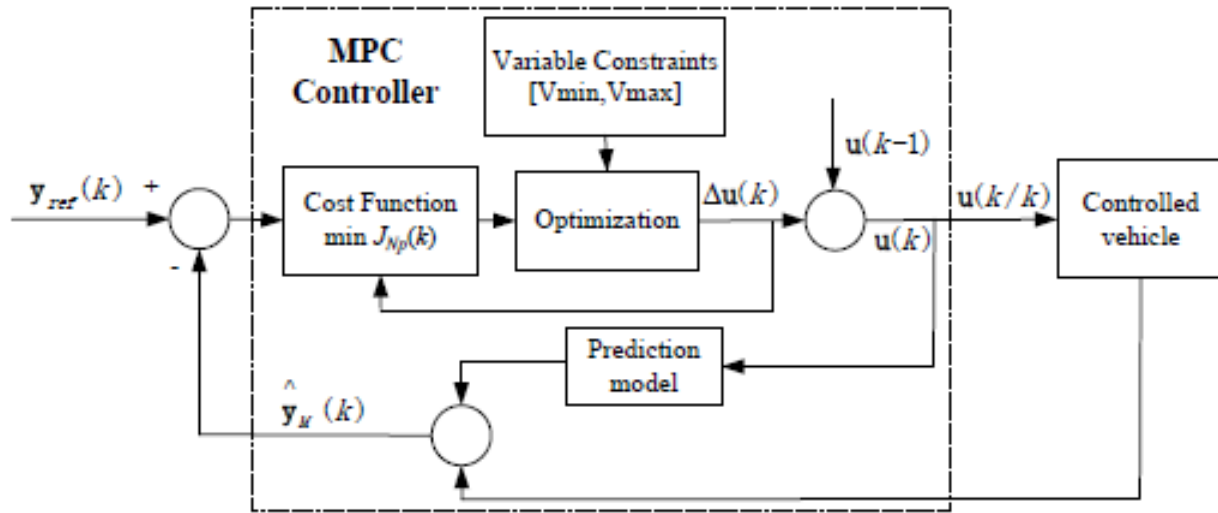 MPC
Controller
Variable Constraints
[Vmin,Vmax]
u(k−1)
y_ref(k)
+
-
Cost Function
min J_Np(k)
Optimization
Δu(k)
u(k)
u(k/k)
Controlled
vehicle
Prediction
model
ŷ_M(k)